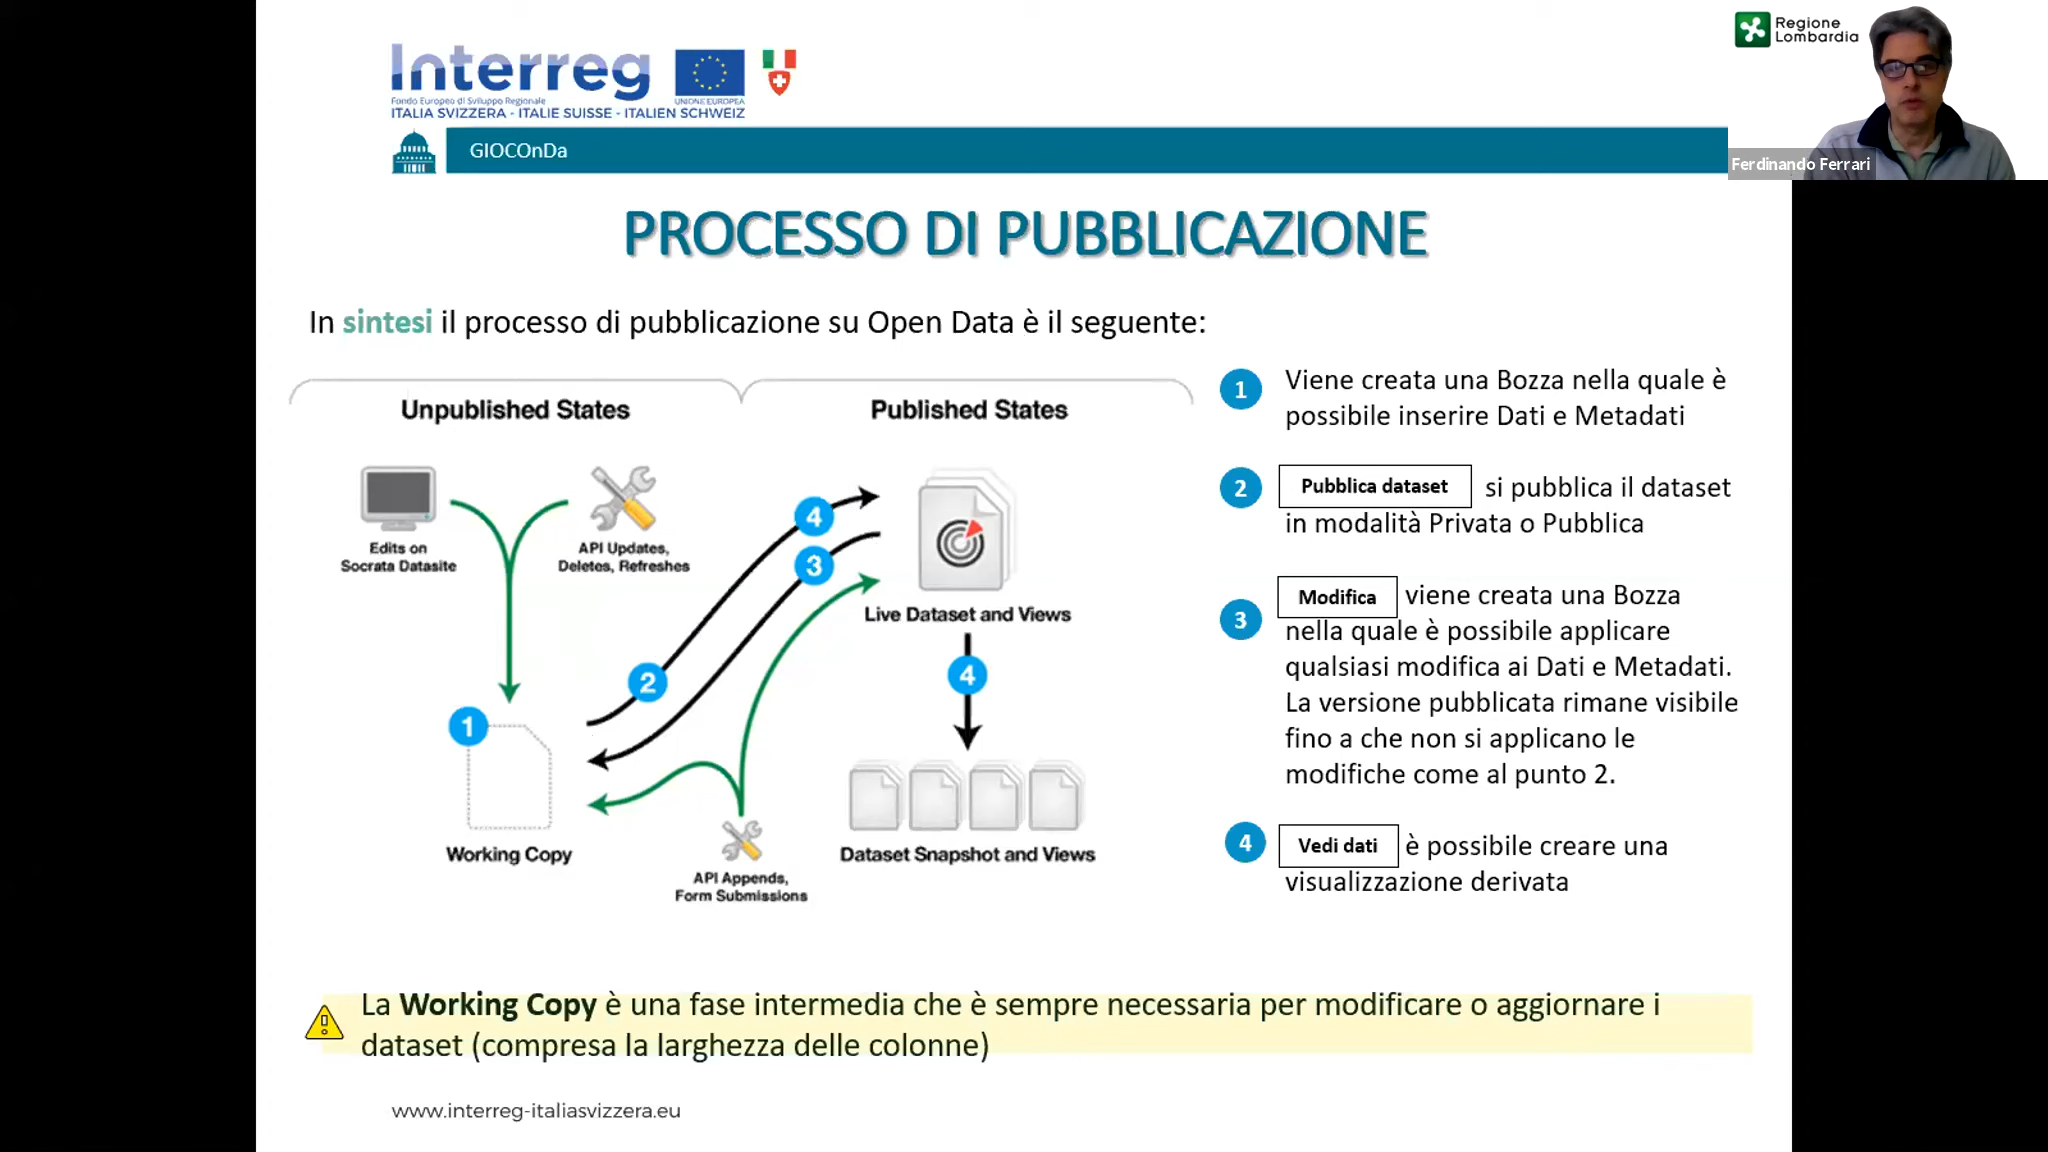 Interreg
Fondo Europeo di Sviluppo Regionale
UNIONE EUROPEA
ITALIA SVIZZERA - ITALIE SUISSE - ITALIEN SCHWEIZ
Regione
Lombardia
Ferdinando Ferrari
GIOCOnDa
PROCESSO DI PUBBLICAZIONE
In sintesi il processo di pubblicazione su Open Data è il seguente:
Unpublished States
Published States
Edits on
Socrata Datasite
API Updates,
Deletes, Refreshes
4
3
Live Dataset and Views
2
4
1
Working Copy
Dataset Snapshot and Views
API Appends,
Form Submissions
1
Viene creata una Bozza nella quale è
possibile inserire Dati e Metadati
2
Pubblica dataset si pubblica il dataset
in modalità Privata o Pubblica
3
Modifica viene creata una Bozza
nella quale è possibile applicare
qualsiasi modifica ai Dati e Metadati.
La versione pubblicata rimane visibile
fino a che non si applicano le
modifiche come al punto 2.
4
Vedi dati è possibile creare una
visualizzazione derivata
La Working Copy è una fase intermedia che è sempre necessaria per modificare o aggiornare i
dataset (compresa la larghezza delle colonne)
www.interreg-italiasvizzera.eu